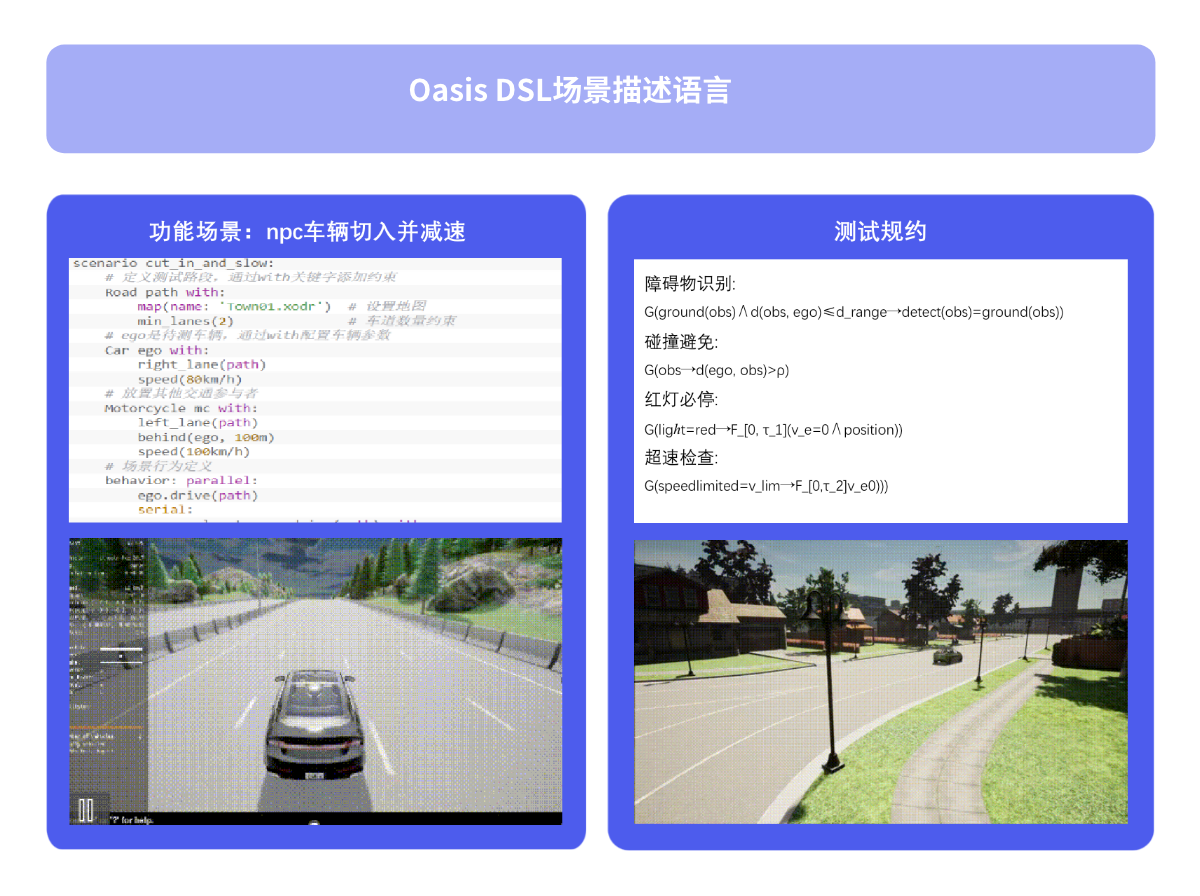 Oasis DSL场景描述语言
功能场景：npc车辆切入并减速
scenario cut_in_and_slow:
# 定义测试路段，通过with关键字添加约束
Road path with:
map(name: 'Town01.xodr') # 设置地图
min_lanes(2) # 车道数量约束
# ego是待测车辆，通过with配置车辆参数
Car ego with:
right_lane(path)
speed(80km/h)
# 放置其他交通参与者
Motorcycle mc with:
left_lane(path)
behind(ego, 100m)
speed(100km/h)
# 场景行为定义
behavior: parallel:
ego.drive(path)
serial:
"?" for help.
测试规约
障碍物识别:
G(ground(obs)∧d(obs, ego)≤d_range→detect(obs)=ground(obs))
碰撞避免:
G(obs→d(ego, obs)>ρ)
红灯必停:
G(light=red→F_[0, τ_1](v_e=0∧position))
超速检查:
G(speedlimited=v_lim→F_[0,τ_2]v_e0)))